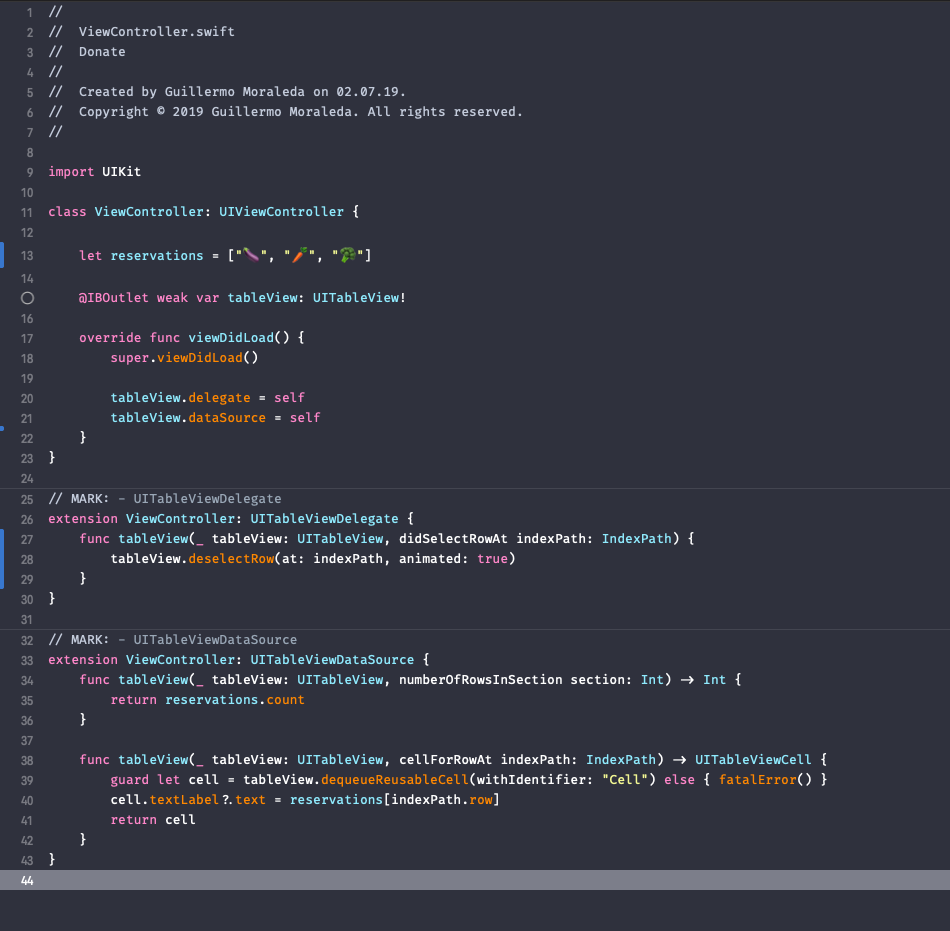 1 //
2 //  ViewController.swift
3 //  Donate
4 //
5 //  Created by Guillermo Moraleda on 02.07.19.
6 //  Copyright © 2019 Guillermo Moraleda. All rights reserved.
7 //
8
9 import UIKit
10
11 class ViewController: UIViewController {
12
13     let reservations = ["🍆", "🥕", "🥦"]
14
    @IBOutlet weak var tableView: UITableView!
16
17     override func viewDidLoad() {
18         super.viewDidLoad()
19
20         tableView.delegate = self
21         tableView.dataSource = self
22     }
23 }
24
25 // MARK: - UITableViewDelegate
26 extension ViewController: UITableViewDelegate {
27     func tableView(_ tableView: UITableView, didSelectRowAt indexPath: IndexPath) {
28         tableView.deselectRow(at: indexPath, animated: true)
29     }
30 }
31
32 // MARK: - UITableViewDataSource
33 extension ViewController: UITableViewDataSource {
34     func tableView(_ tableView: UITableView, numberOfRowsInSection section: Int) -> Int {
35         return reservations.count
36     }
37
38     func tableView(_ tableView: UITableView, cellForRowAt indexPath: IndexPath) -> UITableViewCell {
39         guard let cell = tableView.dequeueReusableCell(withIdentifier: "Cell") else { fatalError() }
40         cell.textLabel?.text = reservations[indexPath.row]
41         return cell
42     }
43 }
44